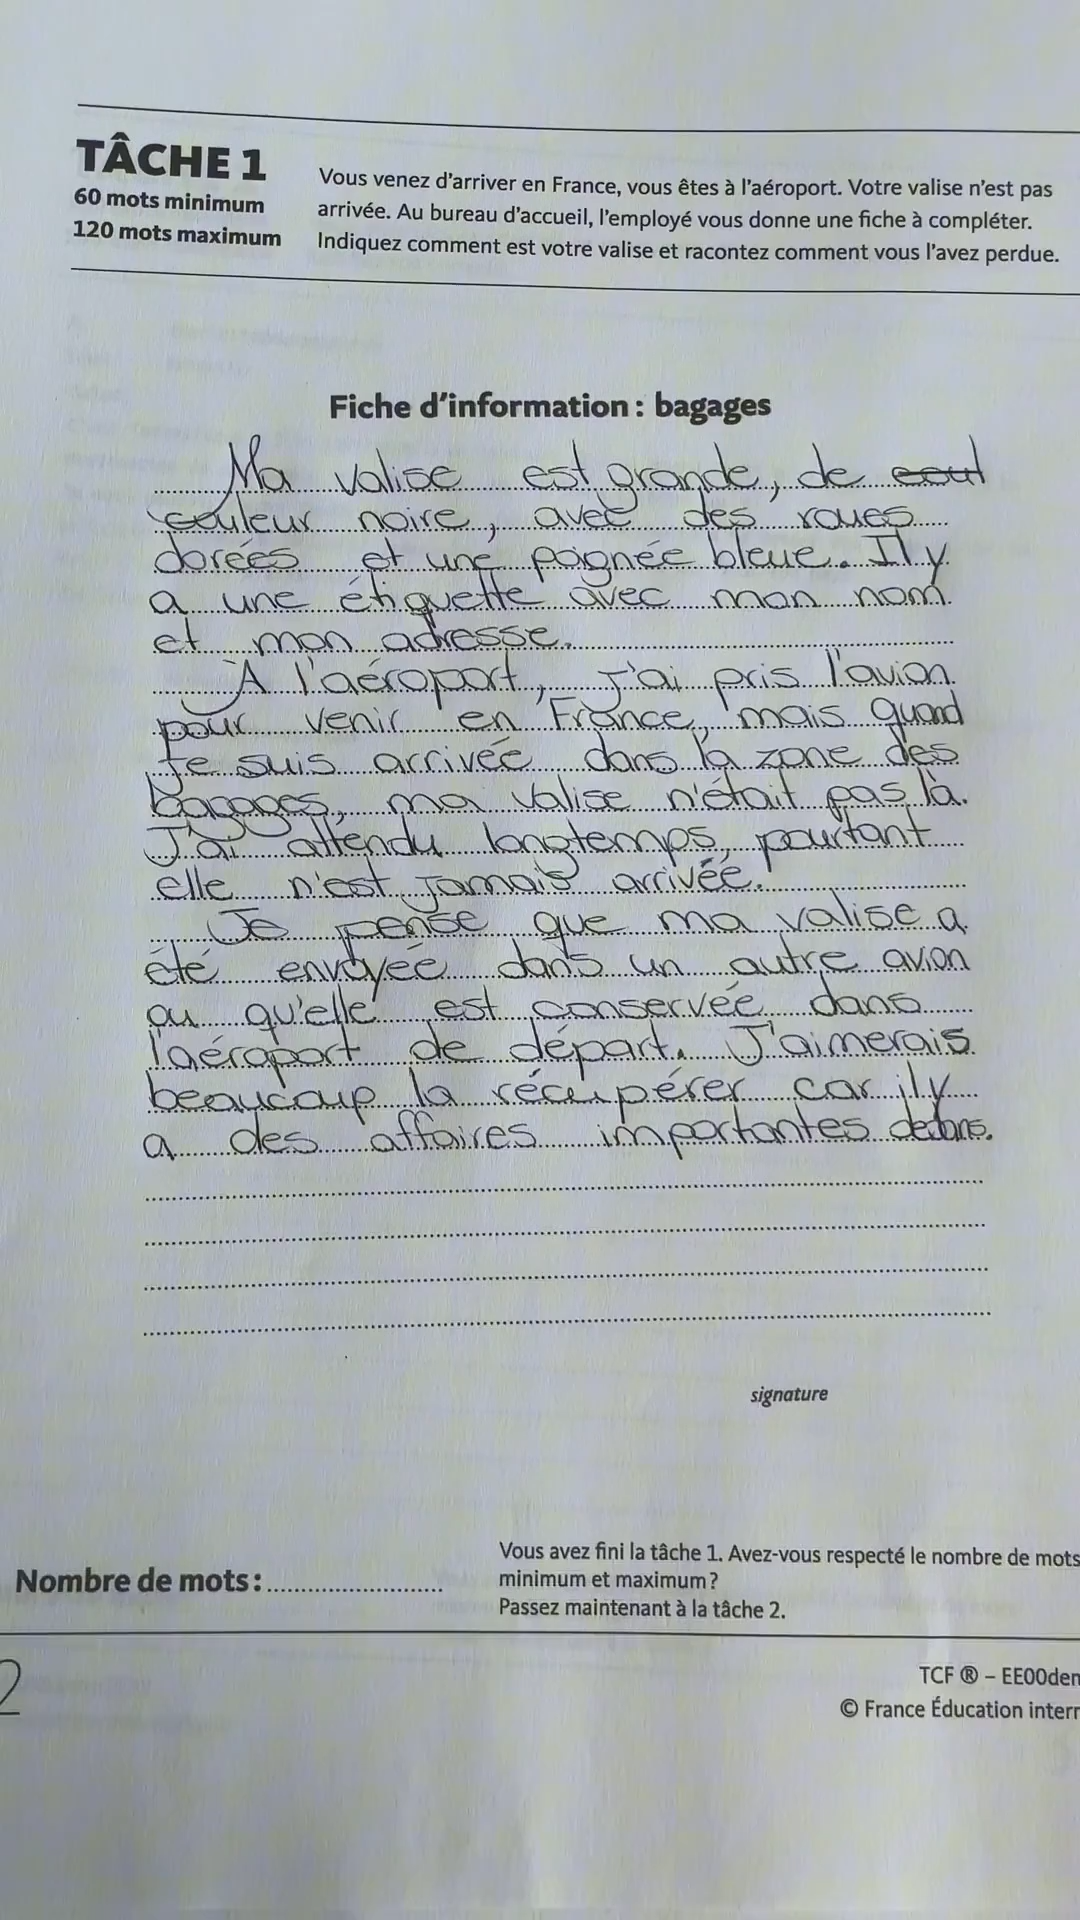 TÂCHE 1
60 mots minimum
120 mots maximum
Vous venez d'arriver en France, vous êtes à l'aéroport. Votre valise n'est pas
arrivée. Au bureau d'accueil, l'employé vous donne une fiche à compléter.
Indiquez comment est votre valise et racontez comment vous l'avez perdue.
Fiche d'information : bagages
Ma valise est grande, de coul
couleur noire, avec des roues
dorées et une poignée bleue. Il y
a une étiquette avec mon nom
et mon adresse.
À l'aéroport, j'ai pris l'avion
pour venir en France, mais quand
je suis arrivée dans la zone des
bagages, ma valise n'était pas là.
J'ai attendu longtemps, pourtant
elle n'est jamais arrivée.
Je pense que ma valise a
été envoyée dans un autre avion
ou qu'elle est conservée dans
l'aéroport de départ. J'aimerais
beaucoup la récupérer car il y
a des affaires importantes dedans.
signature
Nombre de mots :
Vous avez fini la tâche 1. Avez-vous respecté le nombre de mots
minimum et maximum ?
Passez maintenant à la tâche 2.
2
TCF ® – EE00dem
© France Éducation intern